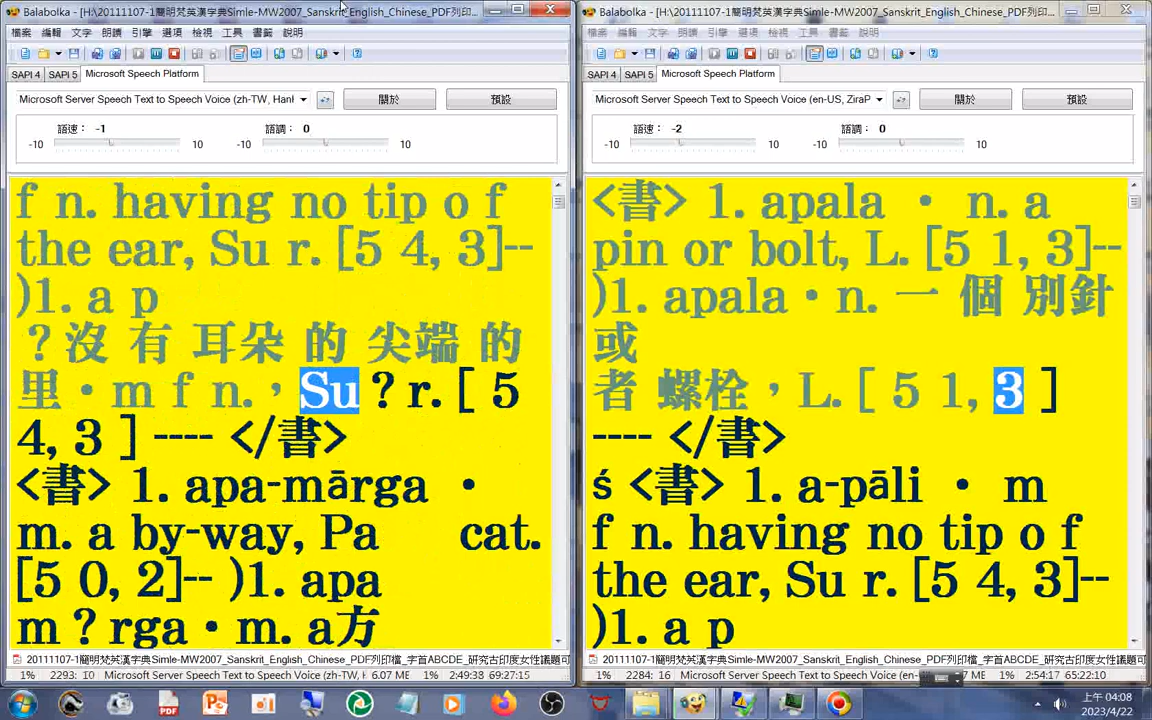 Balabolka - [H:\20111107-1簡明梵英漢字典Simle-MW2007_Sanskrit_English_Chinese_PDF列印...
檔案 編輯 文字 朗讀 引擎 選項 檢視 工具 書籤 說明
SAPI 4 SAPI 5 Microsoft Speech Platform
Microsoft Server Speech Text to Speech Voice (zh-TW, HanH 關於 預設
語速： -1 語調： 0
-10 10 -10 10
f n. having no tip o f
the ear, Su r. [5 4, 3]--
)1. a p
？沒 有 耳朵 的 尖端 的
里・m f n.，Su？r. [ 5
4, 3 ] ---- </書>
<書> 1. apa-mārga ・
m. a by-way, Pa cat.
[5 0, 2]-- )1. apa
m？rga・m. a方
20111107-1簡明梵英漢字典Simle-MW2007_Sanskrit_English_Chinese_PDF列印檔_字首ABCDE_研究古印度女性議題可
1% 2293: 10 Microsoft Server Speech Text to Speech Voice (zh-TW, H 6.07 ME 1% 2:49:38 69:27:15
Balabolka - [H:\20111107-1簡明梵英漢字典Simle-MW2007_Sanskrit_English_Chinese_PDF列印...
檔案 編輯 文字 朗讀 引擎 選項 檢視 工具 書籤 說明
SAPI 4 SAPI 5 Microsoft Speech Platform
Microsoft Server Speech Text to Speech Voice (en-US, ZiraP 關於 預設
語速： -2 語調： 0
-10 10 -10 10
<書> 1. apala ・ n. a
pin or bolt, L. [5 1, 3]--
)1. apala・n. 一 個 別針
或
者 螺栓，L. [ 5 1, 3 ]
---- </書>
ś <書> 1. a-pāli ・ m
f n. having no tip o f
the ear, Su r. [5 4, 3]--
)1. a p
20111107-1簡明梵英漢字典Simle-MW2007_Sanskrit_English_Chinese_PDF列印檔_字首ABCDE_研究古印度女性議題可
1% 2284: 16 Microsoft Server Speech Text to Speech Voice (en-US, ME 1% 2:54:17 65:22:10
上午 04:08
2023/4/22